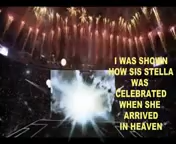 I WAS SHOWN
HOW SIS STELLA
WAS
CELEBRATED
WHEN SHE
ARRIVED
IN HEAVEN